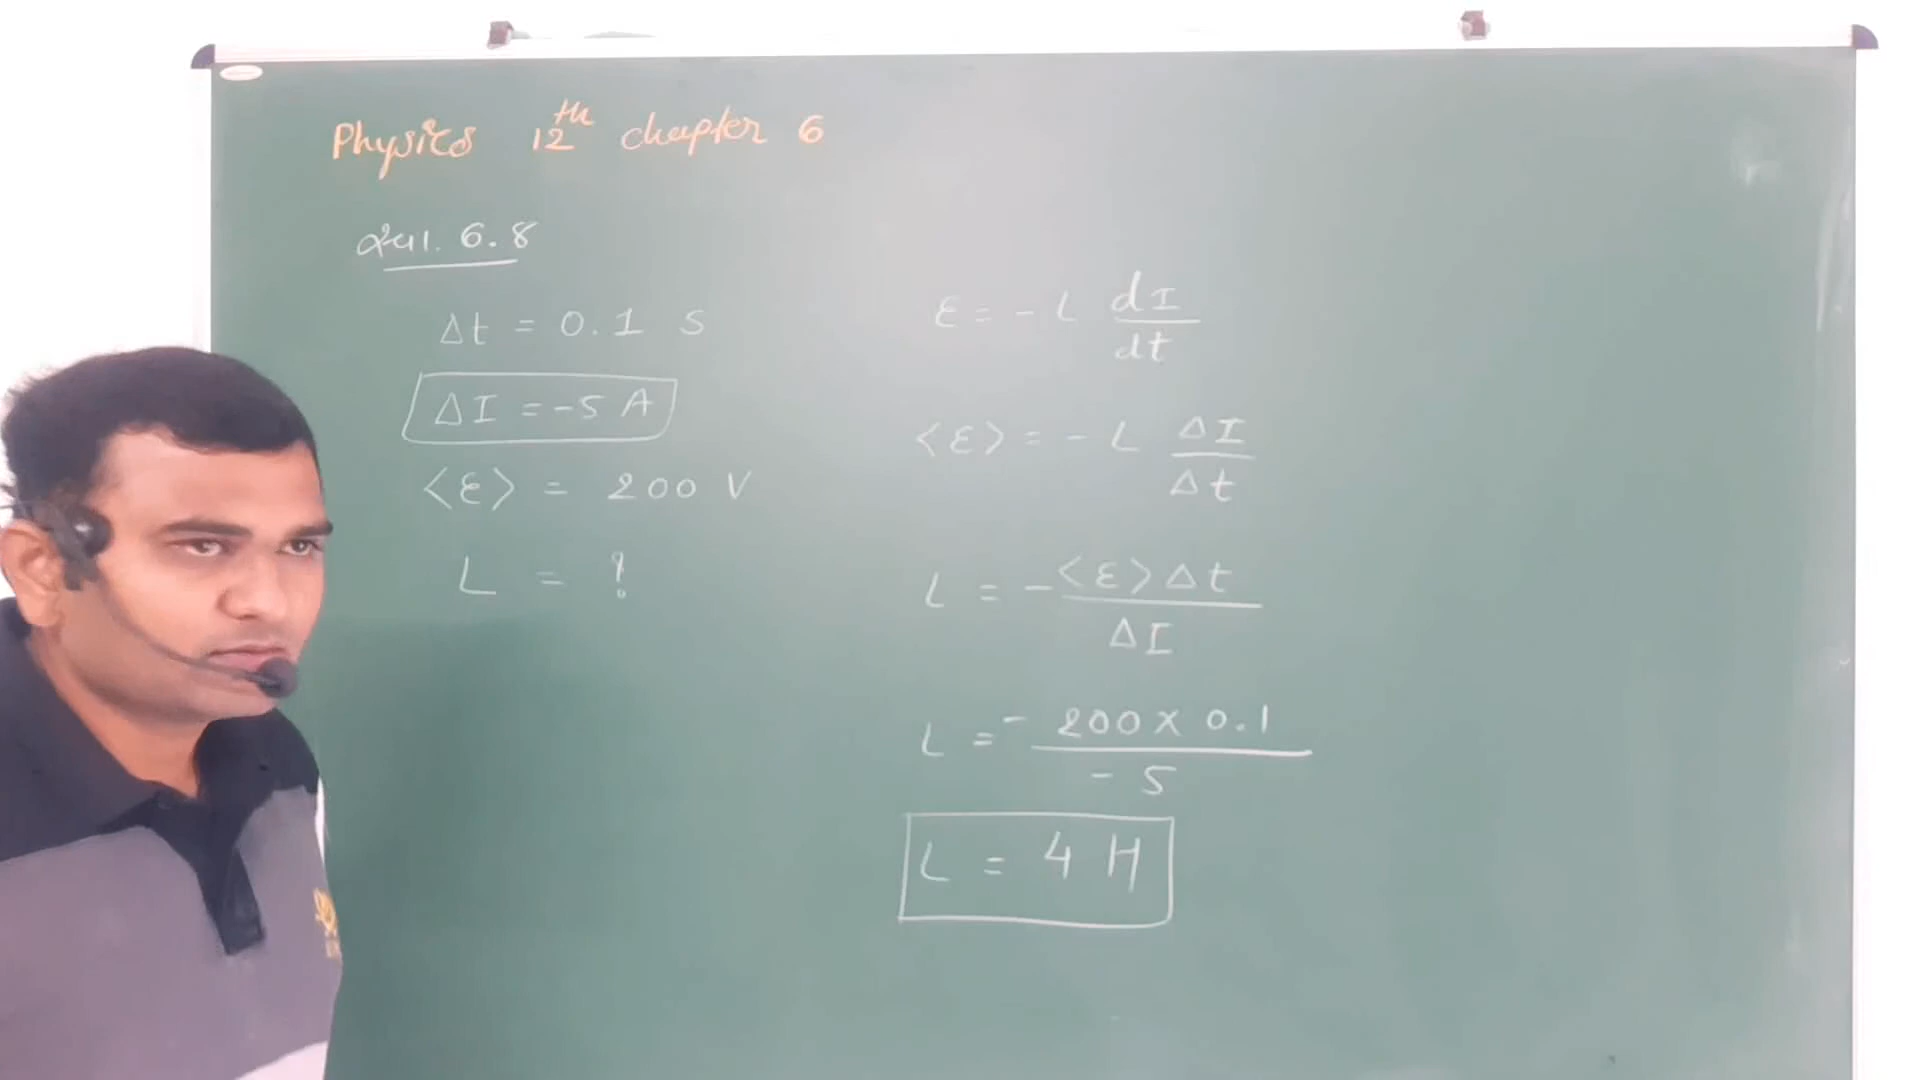 Physics 12th chapter 6
દાખલો. 6.8
Δt = 0.1 s
ΔI = -5 A
<ε> = 200 V
L = ?
ε = - L dI/dt
<ε> = - L ΔI/Δt
L = - <ε> Δt/ΔI
L = - 200 x 0.1/-5
L = 4 H